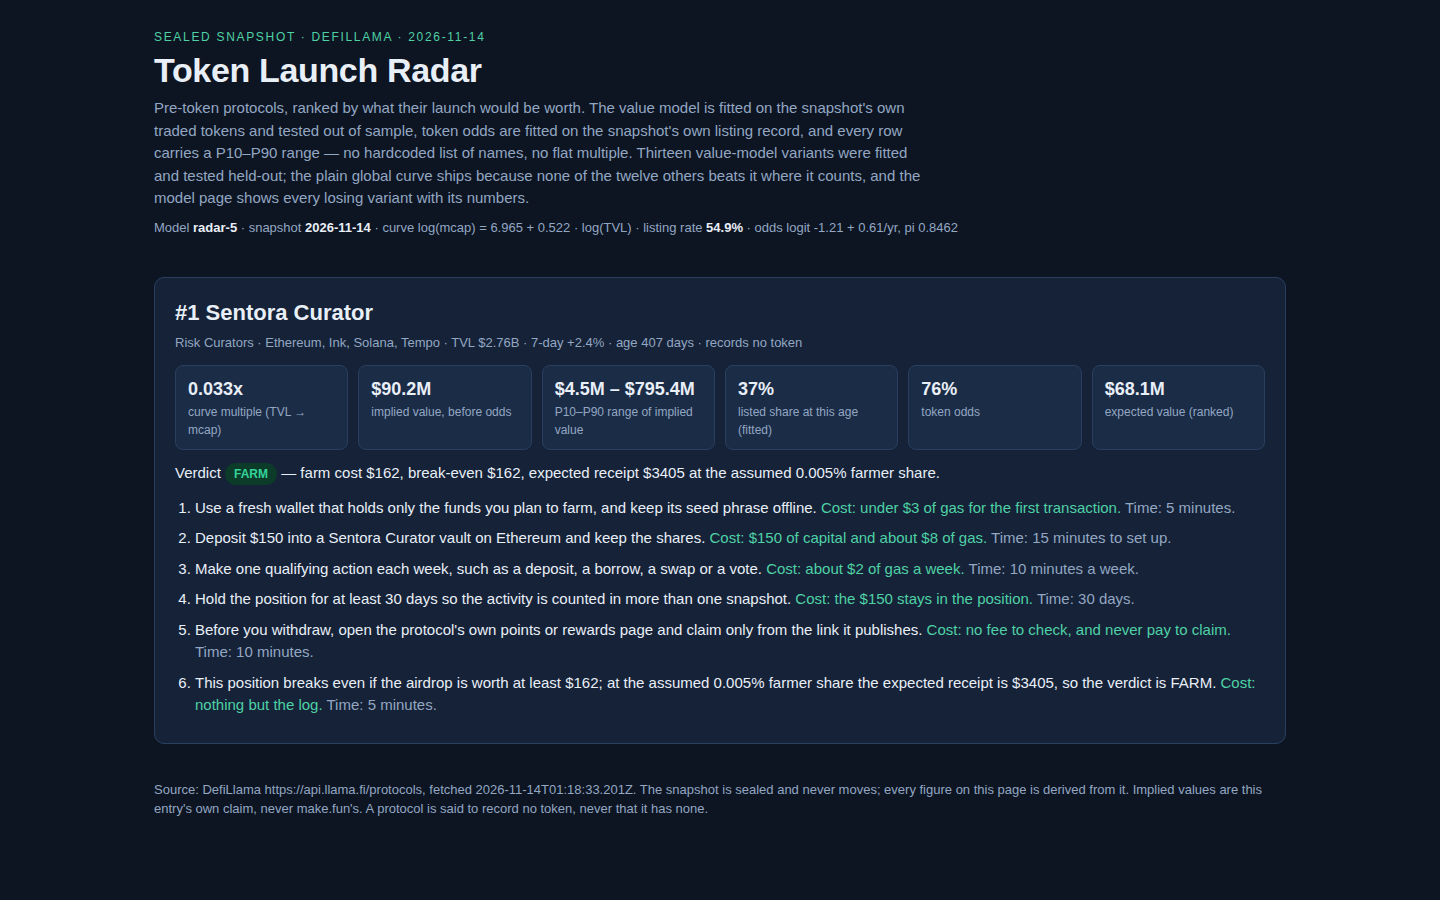 SEALED SNAPSHOT · DEFILLAMA · 2026-11-14
Token Launch Radar
Pre-token protocols, ranked by what their launch would be worth. The value model is fitted on the snapshot's own
traded tokens and tested out of sample, token odds are fitted on the snapshot's own listing record, and every row
carries a P10–P90 range — no hardcoded list of names, no flat multiple. Thirteen value-model variants were fitted
and tested held-out; the plain global curve ships because none of the twelve others beats it where it counts, and the
model page shows every losing variant with its numbers.
Model radar-5 · snapshot 2026-11-14 · curve log(mcap) = 6.965 + 0.522 · log(TVL) · listing rate 54.9% · odds logit -1.21 + 0.61/yr, pi 0.8462
#1 Sentora Curator
Risk Curators · Ethereum, Ink, Solana, Tempo · TVL $2.76B · 7-day +2.4% · age 407 days · records no token
0.033x
curve multiple (TVL →
mcap)
$90.2M
implied value, before odds
$4.5M – $795.4M
P10–P90 range of implied
value
37%
listed share at this age
(fitted)
76%
token odds
$68.1M
expected value (ranked)
Verdict FARM — farm cost $162, break-even $162, expected receipt $3405 at the assumed 0.005% farmer share.
1. Use a fresh wallet that holds only the funds you plan to farm, and keep its seed phrase offline. Cost: under $3 of gas for the first transaction. Time: 5 minutes.
2. Deposit $150 into a Sentora Curator vault on Ethereum and keep the shares. Cost: $150 of capital and about $8 of gas. Time: 15 minutes to set up.
3. Make one qualifying action each week, such as a deposit, a borrow, a swap or a vote. Cost: about $2 of gas a week. Time: 10 minutes a week.
4. Hold the position for at least 30 days so the activity is counted in more than one snapshot. Cost: the $150 stays in the position. Time: 30 days.
5. Before you withdraw, open the protocol's own points or rewards page and claim only from the link it publishes. Cost: no fee to check, and never pay to claim.
Time: 10 minutes.
6. This position breaks even if the airdrop is worth at least $162; at the assumed 0.005% farmer share the expected receipt is $3405, so the verdict is FARM. Cost:
nothing but the log. Time: 5 minutes.
Source: DefiLlama https://api.llama.fi/protocols, fetched 2026-11-14T01:18:33.201Z. The snapshot is sealed and never moves; every figure on this page is derived from it. Implied values are this
entry's own claim, never make.fun's. A protocol is said to record no token, never that it has none.